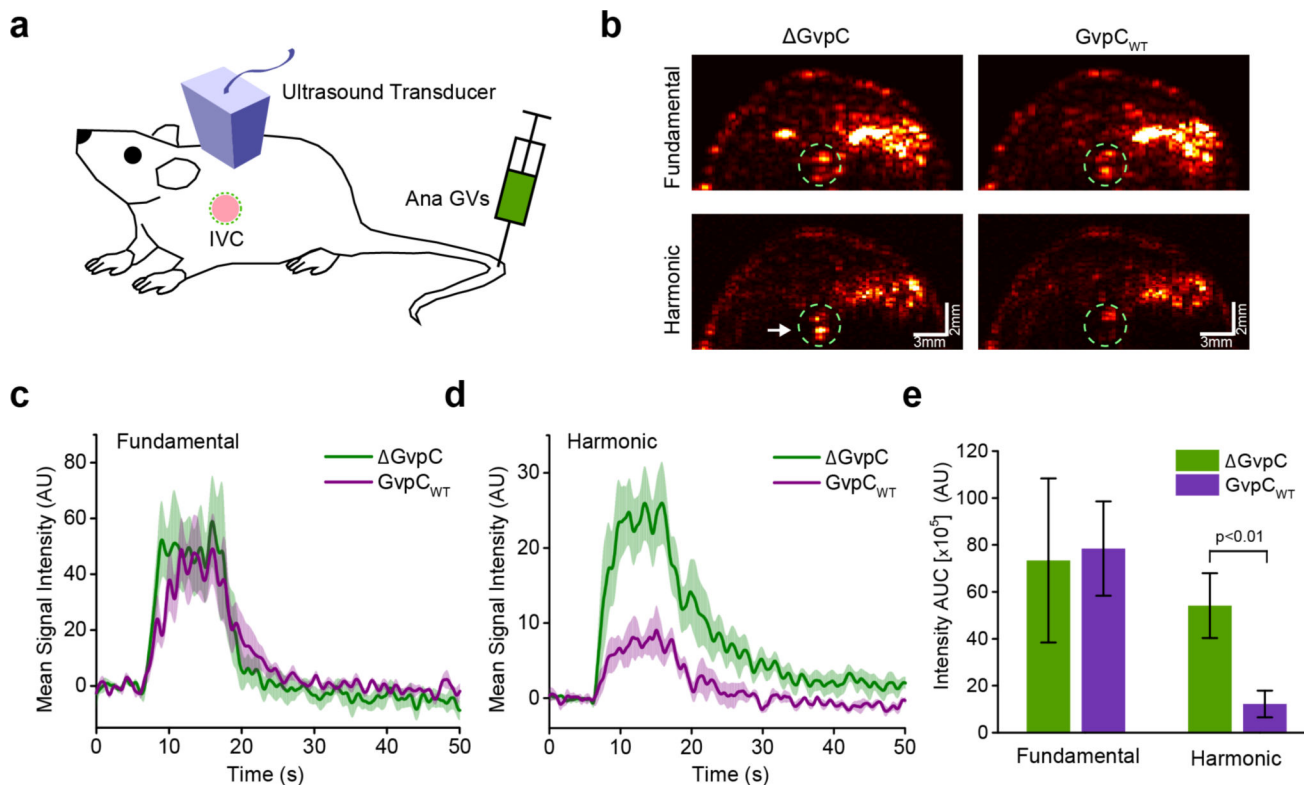 a
Ultrasound Transducer
Ana GVs
IVC
b
ΔGvpC
GvpC_WT
Fundamental
Harmonic
3mm
2mm
3mm
2mm
c
Fundamental
ΔGvpC
GvpC_WT
Mean Signal Intensity (AU)
80
60
40
20
0
0 10 20 30 40 50
Time (s)
d
Harmonic
ΔGvpC
GvpC_WT
Mean Signal Intensity (AU)
30
20
10
0
0 10 20 30 40 50
Time (s)
e
ΔGvpC
GvpC_WT
Intensity AUC [x10⁵] (AU)
120
100
80
60
40
20
0
p<0.01
Fundamental
Harmonic